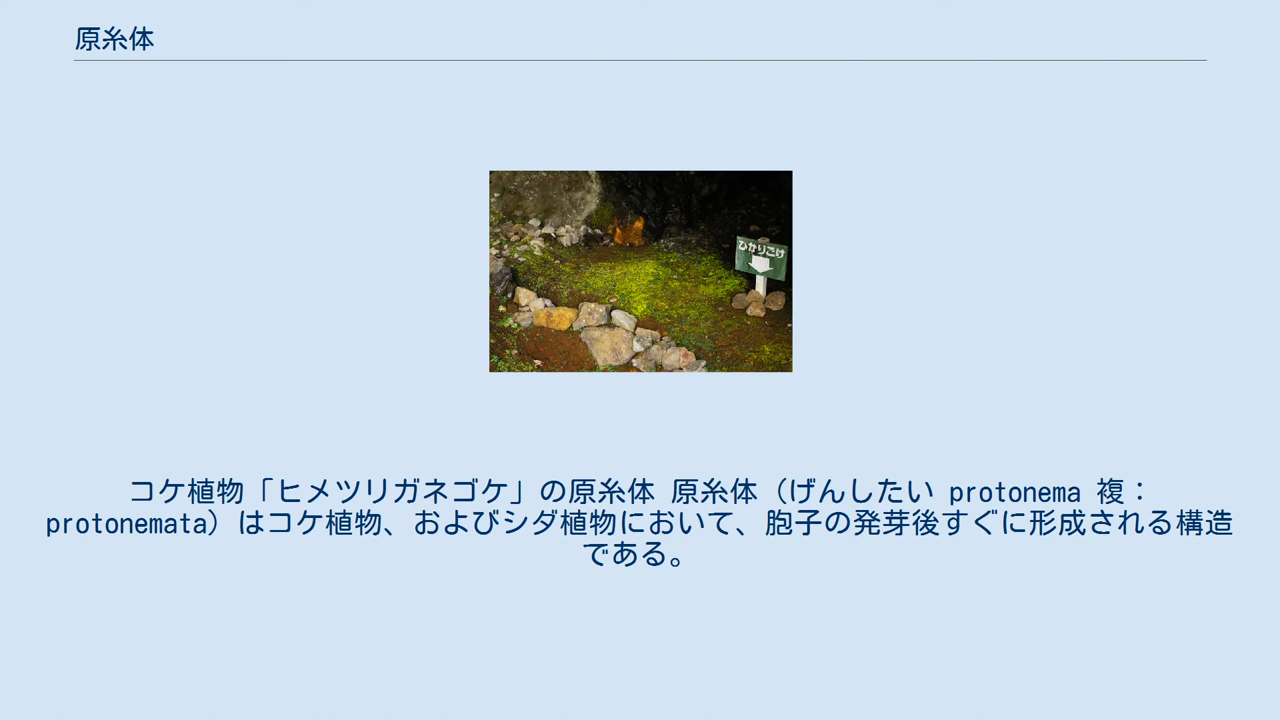 原糸体
ひかりごけ
コケ植物「ヒメツリガネゴケ」の原糸体 原糸体（げんしたい protonema 複：
protonemata）はコケ植物、およびシダ植物において、胞子の発芽後すぐに形成される構造
である。